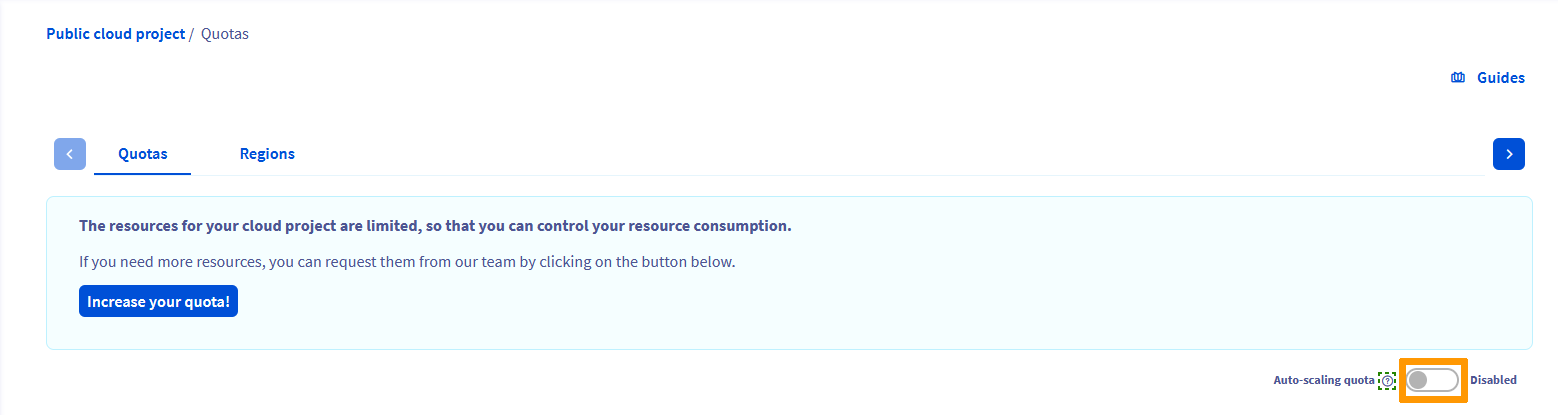 Public cloud project / Quotas
Guides
Quotas Regions
The resources for your cloud project are limited, so that you can control your resource consumption.
If you need more resources, you can request them from our team by clicking on the button below.
Increase your quota!
Auto-scaling quota ? Disabled